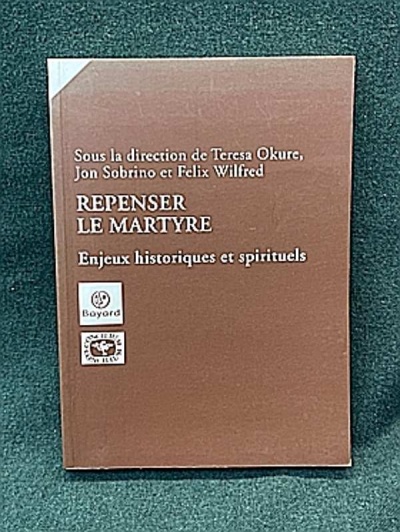 Sous la direction de Teresa Okure,
Jon Sobrino et Felix Wilfred
REPENSER
LE MARTYRE
Enjeux historiques et spirituels
Bayard